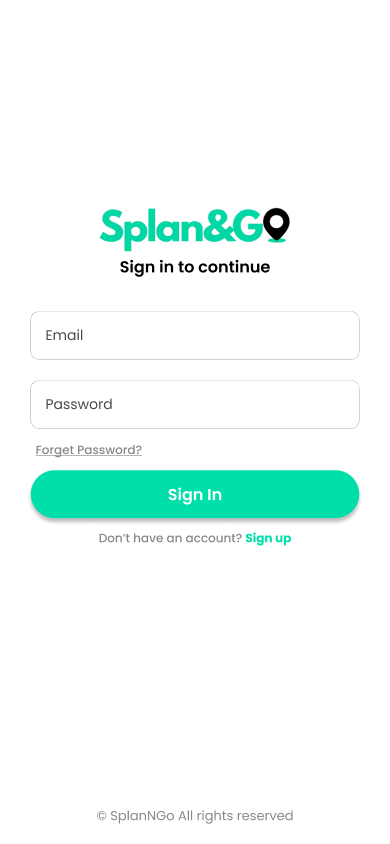 Splan&Go
Sign in to continue
Email
Password
Forget Password?
Sign In
Don’t have an account? Sign up
© SplanNGo All rights reserved